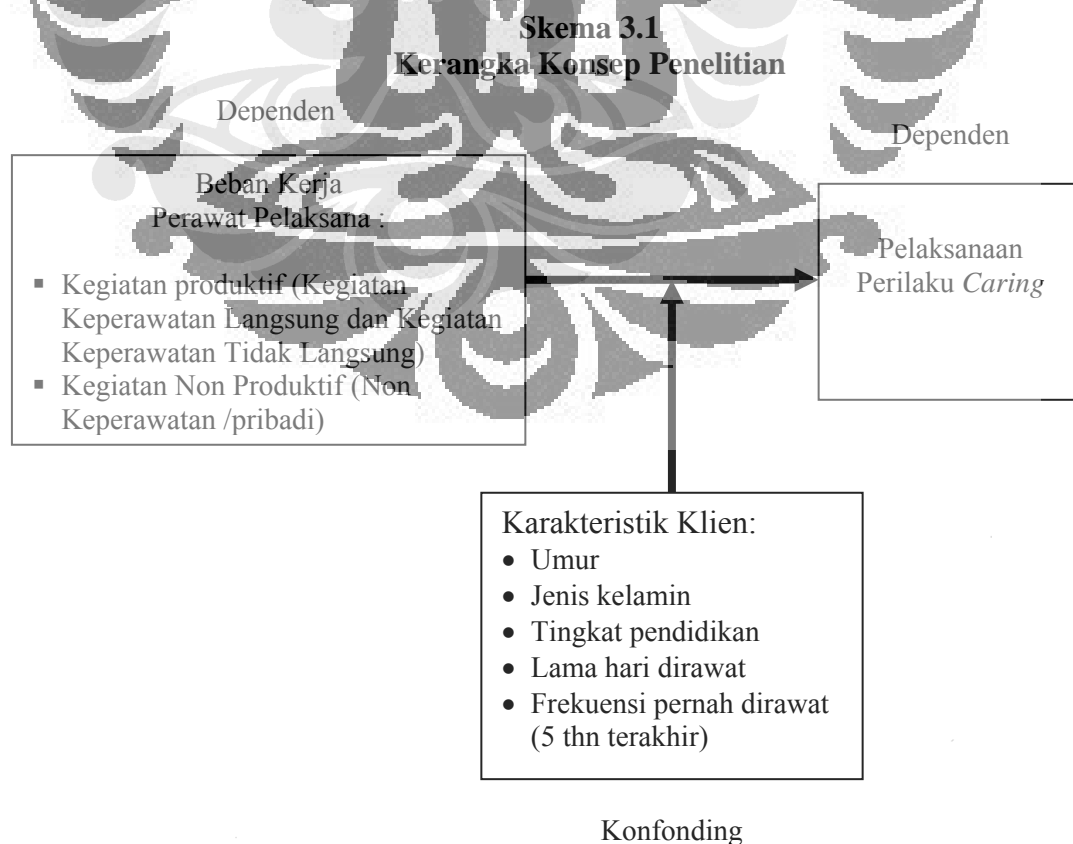 Skema 3.1
Kerangka Konsep Penelitian
Dependen
Dependen
Beban Kerja
Perawat Pelaksana :
▪ Kegiatan produktif (Kegiatan
Keperawatan Langsung dan Kegiatan
Keperawatan Tidak Langsung)
▪ Kegiatan Non Produktif (Non
Keperawatan /pribadi)
Pelaksanaan
Perilaku Caring
Karakteristik Klien:
• Umur
• Jenis kelamin
• Tingkat pendidikan
• Lama hari dirawat
• Frekuensi pernah dirawat
(5 thn terakhir)
Konfonding